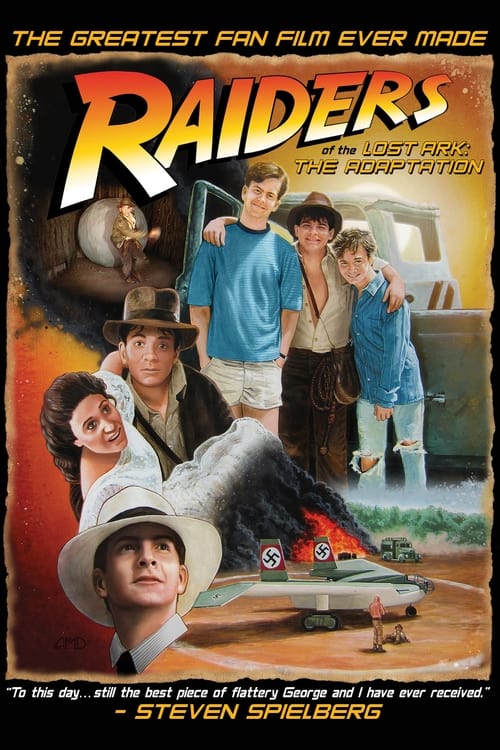 THE GREATEST FAN FILM EVER MADE
RAIDERS
of the LOST ARK:
THE ADAPTATION
AMD
"To this day...still the best piece of flattery George and I have ever received."
- STEVEN SPIELBERG